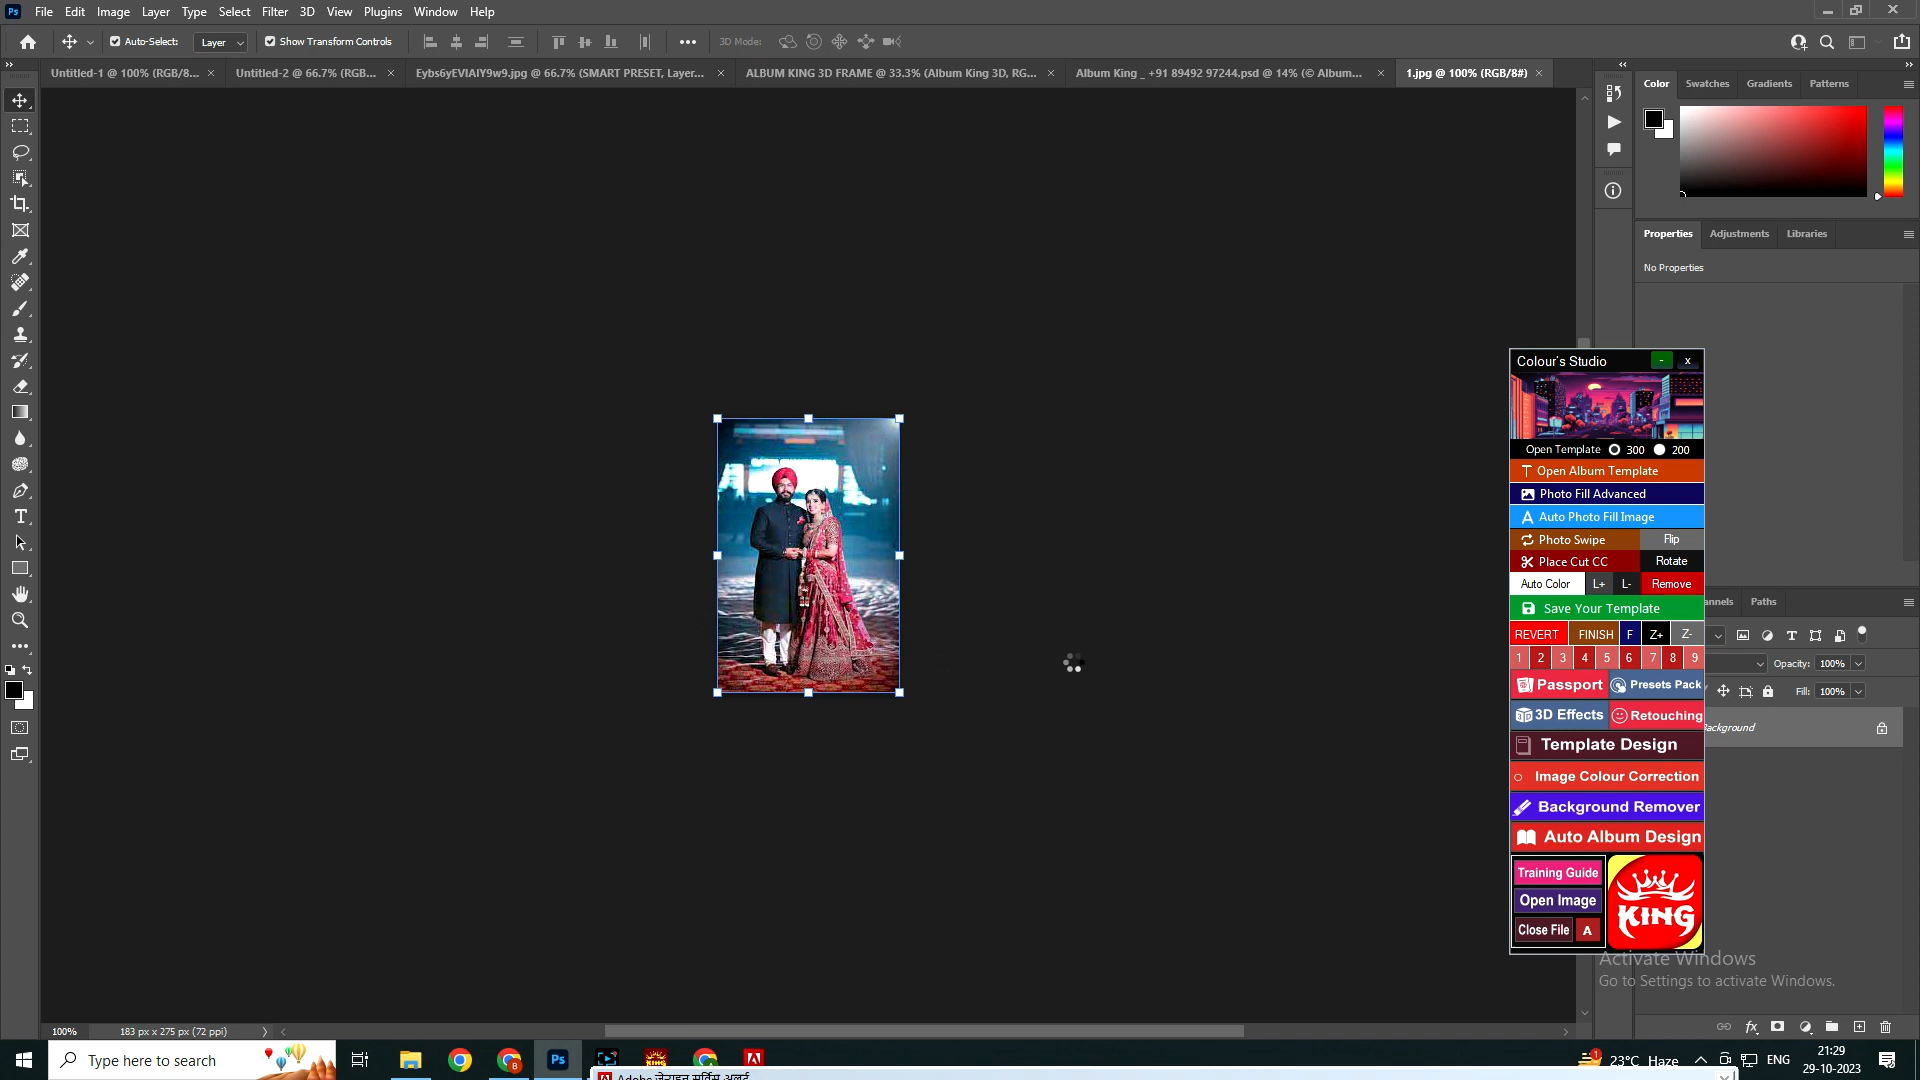 Ps File Edit Image Layer Type Select Filter 3D View Plugins Window Help
Auto-Select: Layer Show Transform Controls 3D Mode:
Untitled-1 @ 100% (RGB/8... Untitled-2 @ 66.7% (RGB... Eybs6yEVIAIY9w9.jpg @ 66.7% (SMART PRESET, Layer... ALBUM KING 3D FRAME @ 33.3% (Album King 3D, RG... Album King _ +91 89492 97244.psd @ 14% (© Album... 1.jpg @ 100% (RGB/8#)
Color Swatches Gradients Patterns
Properties Adjustments Libraries
No Properties
Colour's Studio - x
Open Template 300 200
Open Album Template
Photo Fill Advanced
Auto Photo Fill Image
Photo Swipe Flip
Place Cut CC Rotate
Auto Color L+ L- Remove
Save Your Template
REVERT FINISH F Z+ Z-
1 2 3 4 5 6 7 8 9
Passport Presets Pack
3D Effects Retouching
Template Design
Image Colour Correction
Background Remover
Auto Album Design
Training Guide
Open Image
Close File A
KING
annels Paths
Opacity: 100%
Fill: 100%
Background
Activate Windows
Go to Settings to activate Windows.
100% 183 px x 275 px (72 ppi)
Type here to search
Ps
23°C Haze ENG 21:29
29-10-2023
Adobe जेनुइन सर्विस अलर्ट